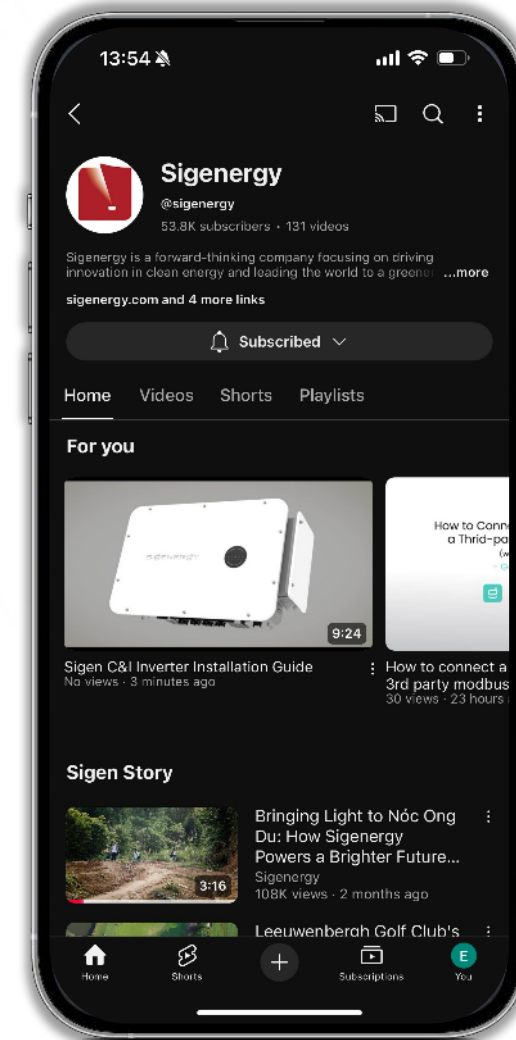 13:54
Sigenergy
@sigenergy
53.8K subscribers · 131 videos
Sigenergy is a forward-thinking company focusing on driving
innovation in clean energy and leading the world to a greener ...more
sigenergy.com and 4 more links
Subscribed
Home Videos Shorts Playlists
For you
sigenergy
9:24
How to Conn
a Thrid-pa
(w
Sigen C&I Inverter Installation Guide
No views · 3 minutes ago
How to connect a
3rd party modbus
30 views · 23 hours
Sigen Story
3:16
Bringing Light to Nóc Ong
Du: How Sigenergy
Powers a Brighter Future...
Sigenergy
108K views · 2 months ago
Leeuwenbergh Golf Club's
Home Shorts Subscriptions You
E